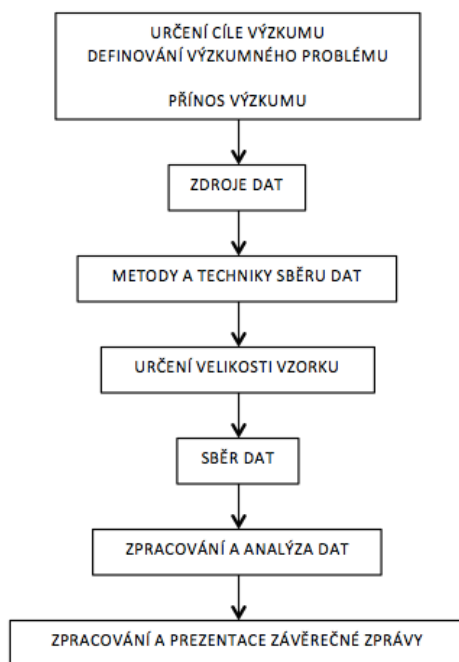 URČENÍ CÍLE VÝZKUMU
DEFINOVÁNÍ VÝZKUMNÉHO PROBLÉMU
PŘÍNOS VÝZKUMU
ZDROJE DAT
METODY A TECHNIKY SBĚRU DAT
URČENÍ VELIKOSTI VZORKU
SBĚR DAT
ZPRACOVÁNÍ A ANALÝZA DAT
ZPRACOVÁNÍ A PREZENTACE ZÁVĚREČNÉ ZPRÁVY